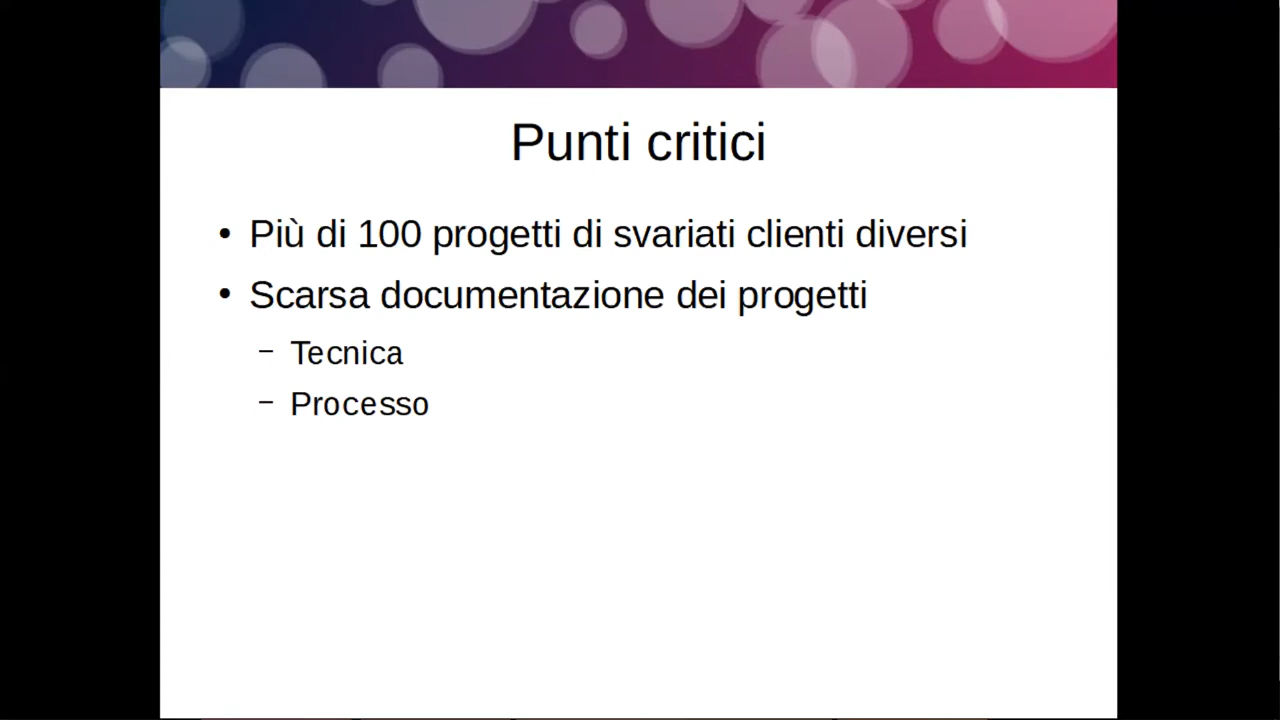 Punti critici
• Più di 100 progetti di svariati clienti diversi
• Scarsa documentazione dei progetti
– Tecnica
– Processo